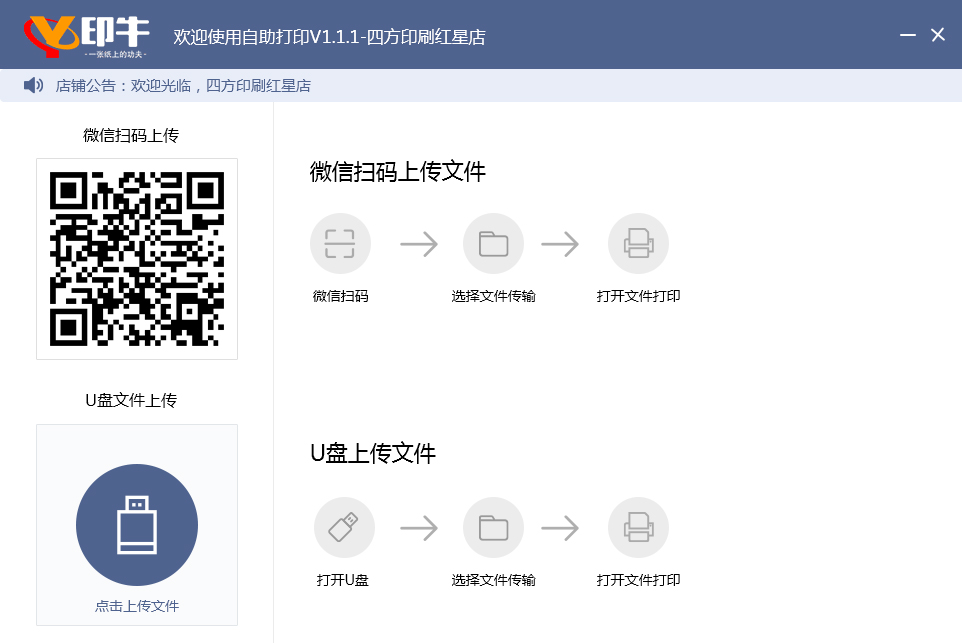 印牛
·一张纸上的功夫·
欢迎使用自助打印V1.1.1-四方印刷红星店
店铺公告：欢迎光临，四方印刷红星店
微信扫码上传
U盘文件上传
点击上传文件
微信扫码上传文件
微信扫码
选择文件传输
打开文件打印
U盘上传文件
打开U盘
选择文件传输
打开文件打印